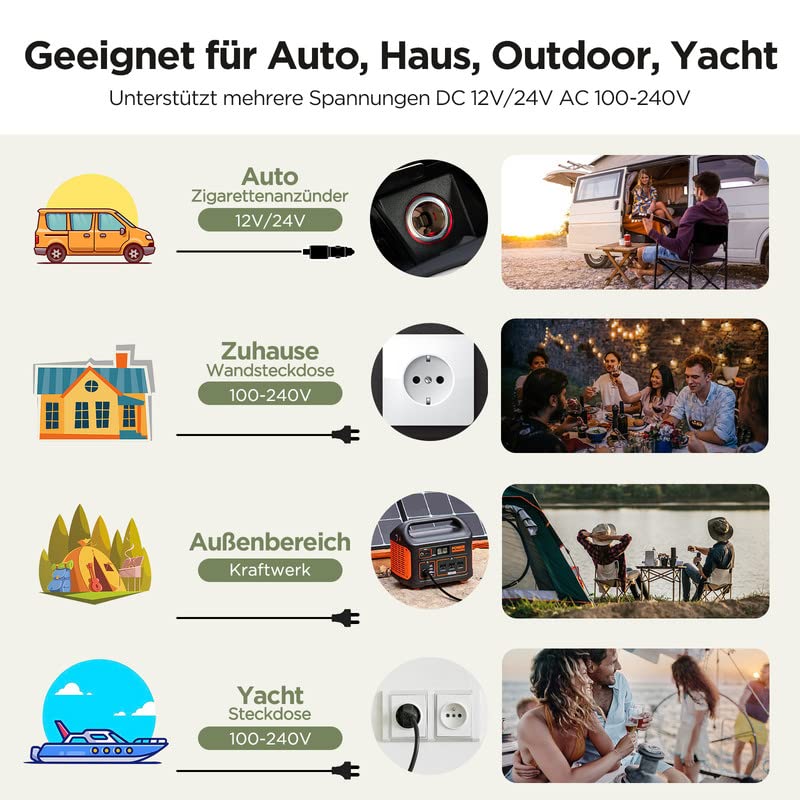 Geeignet für Auto, Haus, Outdoor, Yacht
Unterstützt mehrere Spannungen DC 12V/24V AC 100-240V
Auto
Zigarettenanzünder
12V/24V
Zuhause
Wandsteckdose
100-240V
Außenbereich
Kraftwerk
Yacht
Steckdose
100-240V